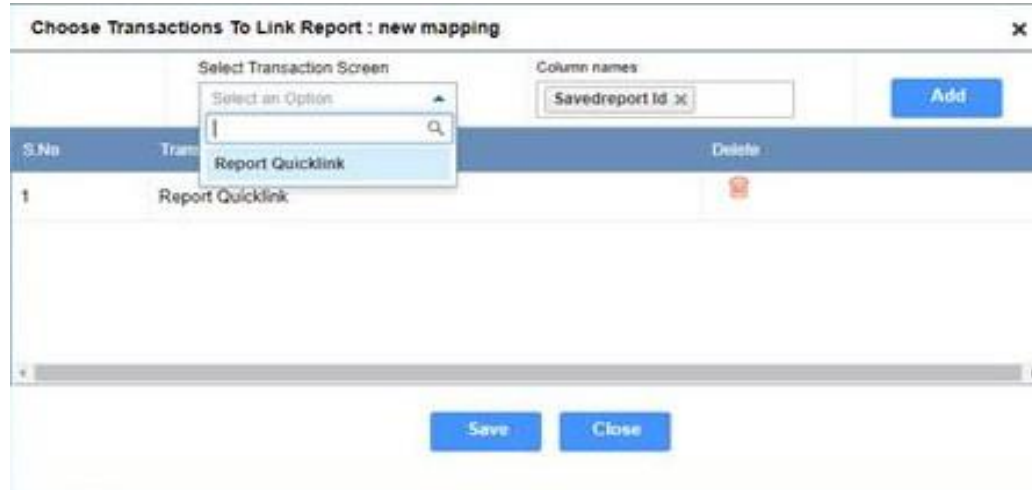 Choose Transactions To Link Report : new mapping
Select Transaction Screen
Column names
Select an Option
Savedreport Id
Add
Report Quicklink
S.No
Delete
1
Report Quicklink
Save
Close